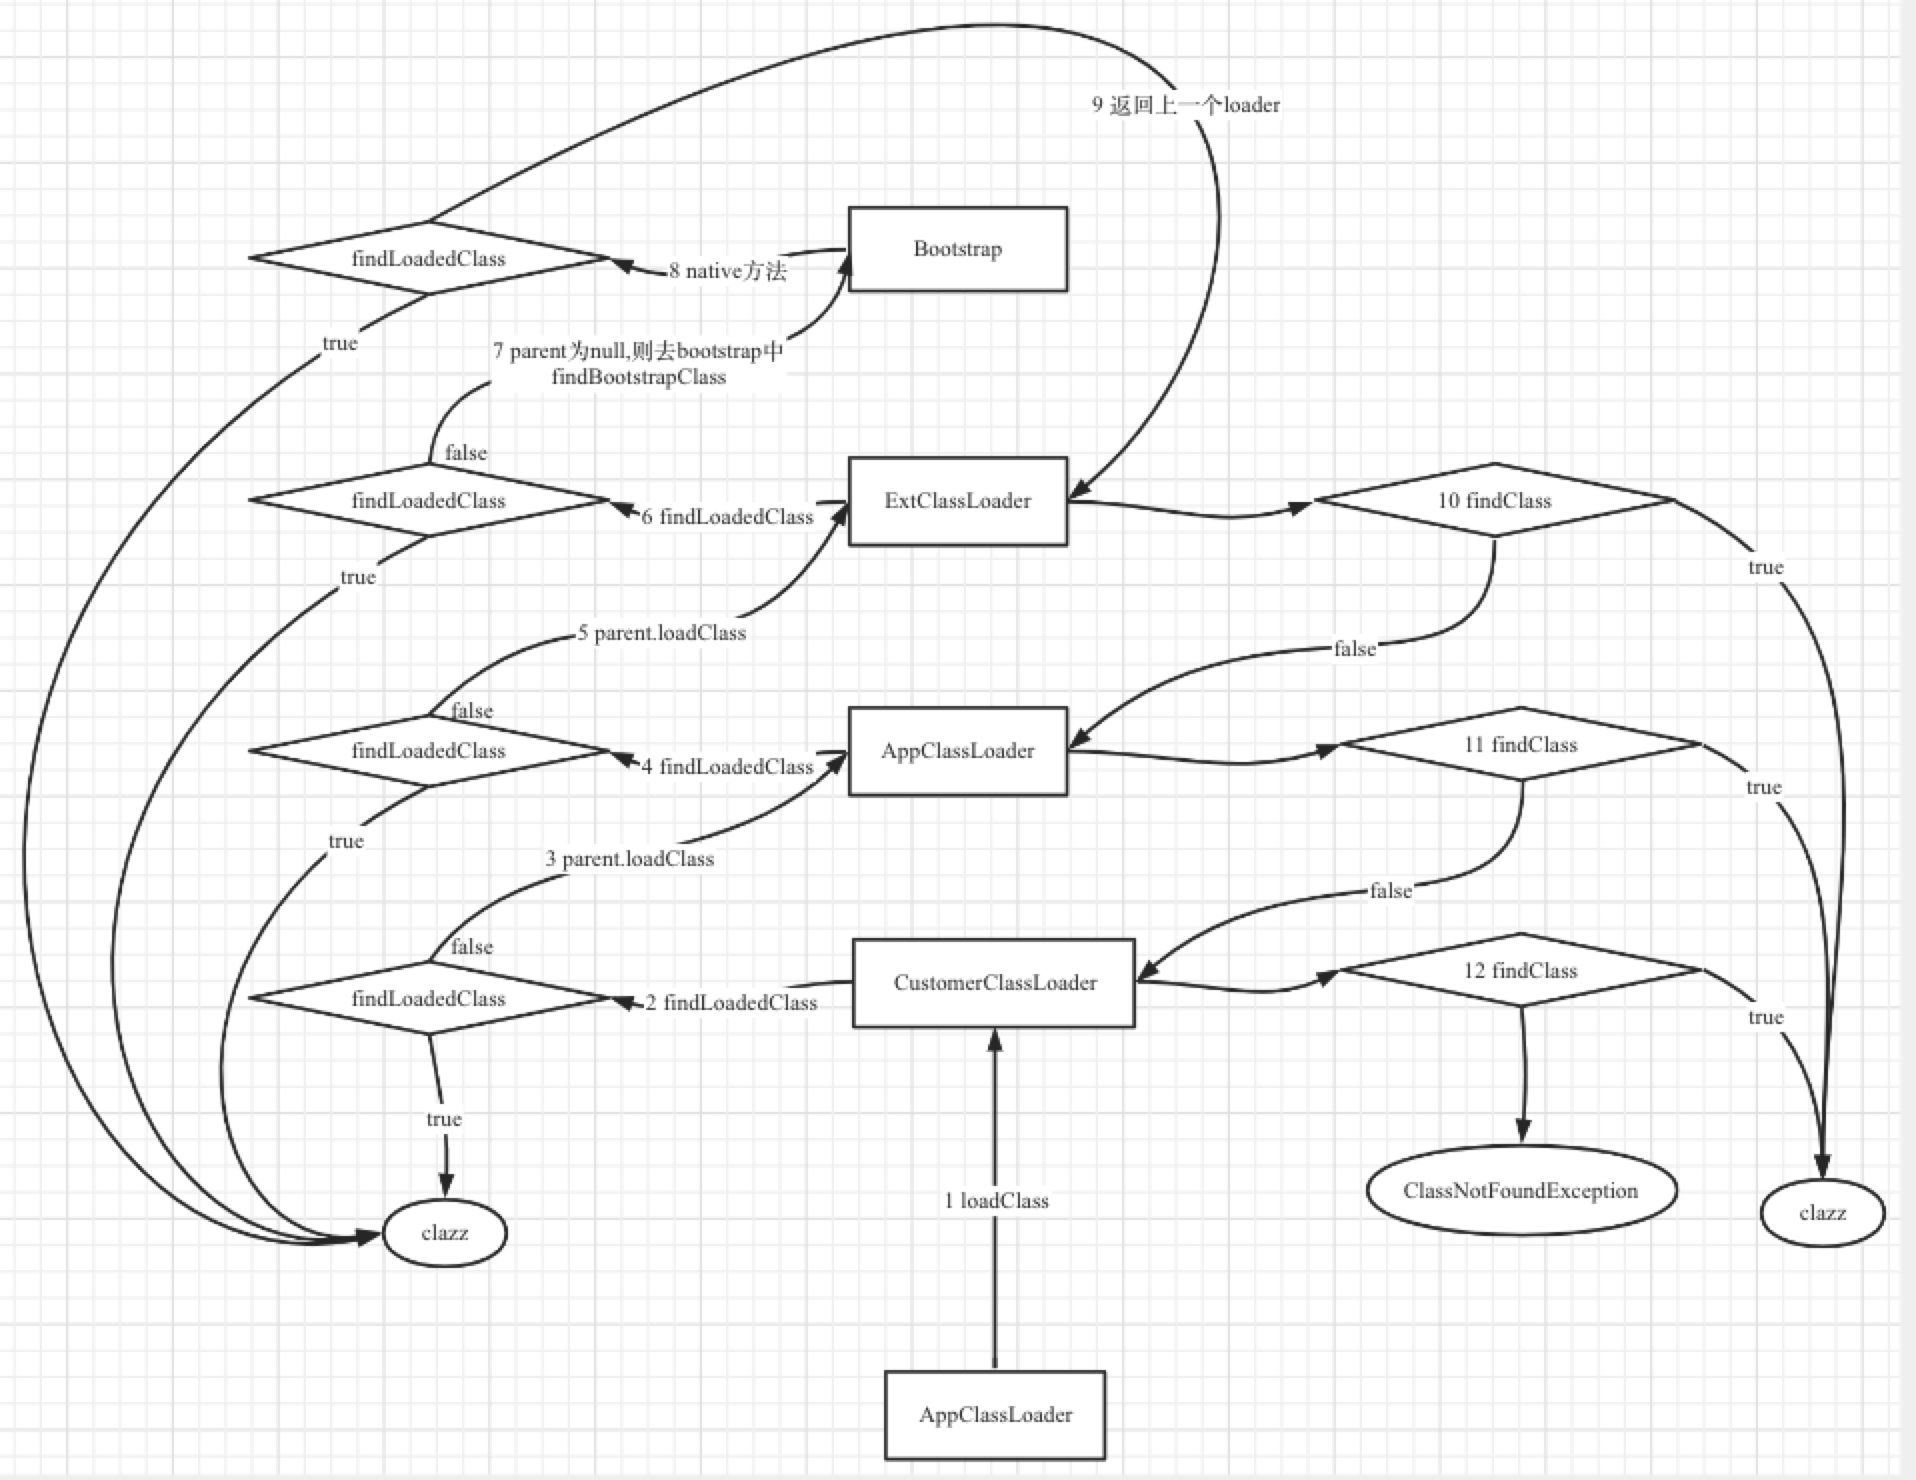 9 返回上一个loader
Bootstrap
findLoadedClass
8 native方法
true
7 parent为null,则去bootstrap中
findBootstrapClass
false
findLoadedClass
6 findLoadedClass
ExtClassLoader
10 findClass
true
true
5 parent.loadClass
false
false
findLoadedClass
4 findLoadedClass
AppClassLoader
11 findClass
true
true
3 parent.loadClass
false
false
findLoadedClass
2 findLoadedClass
CustomerClassLoader
12 findClass
true
true
1 loadClass
ClassNotFoundException
clazz
clazz
AppClassLoader